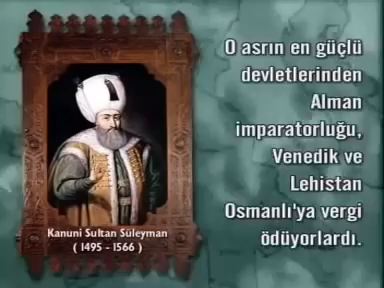 O asrın en güçlü
devletlerinden
Alman
imparatorluğu,
Venedik ve
Lehistan
Osmanlı'ya vergi
ödüyorlardı.
Kanuni Sultan Süleyman
( 1495 - 1566 )